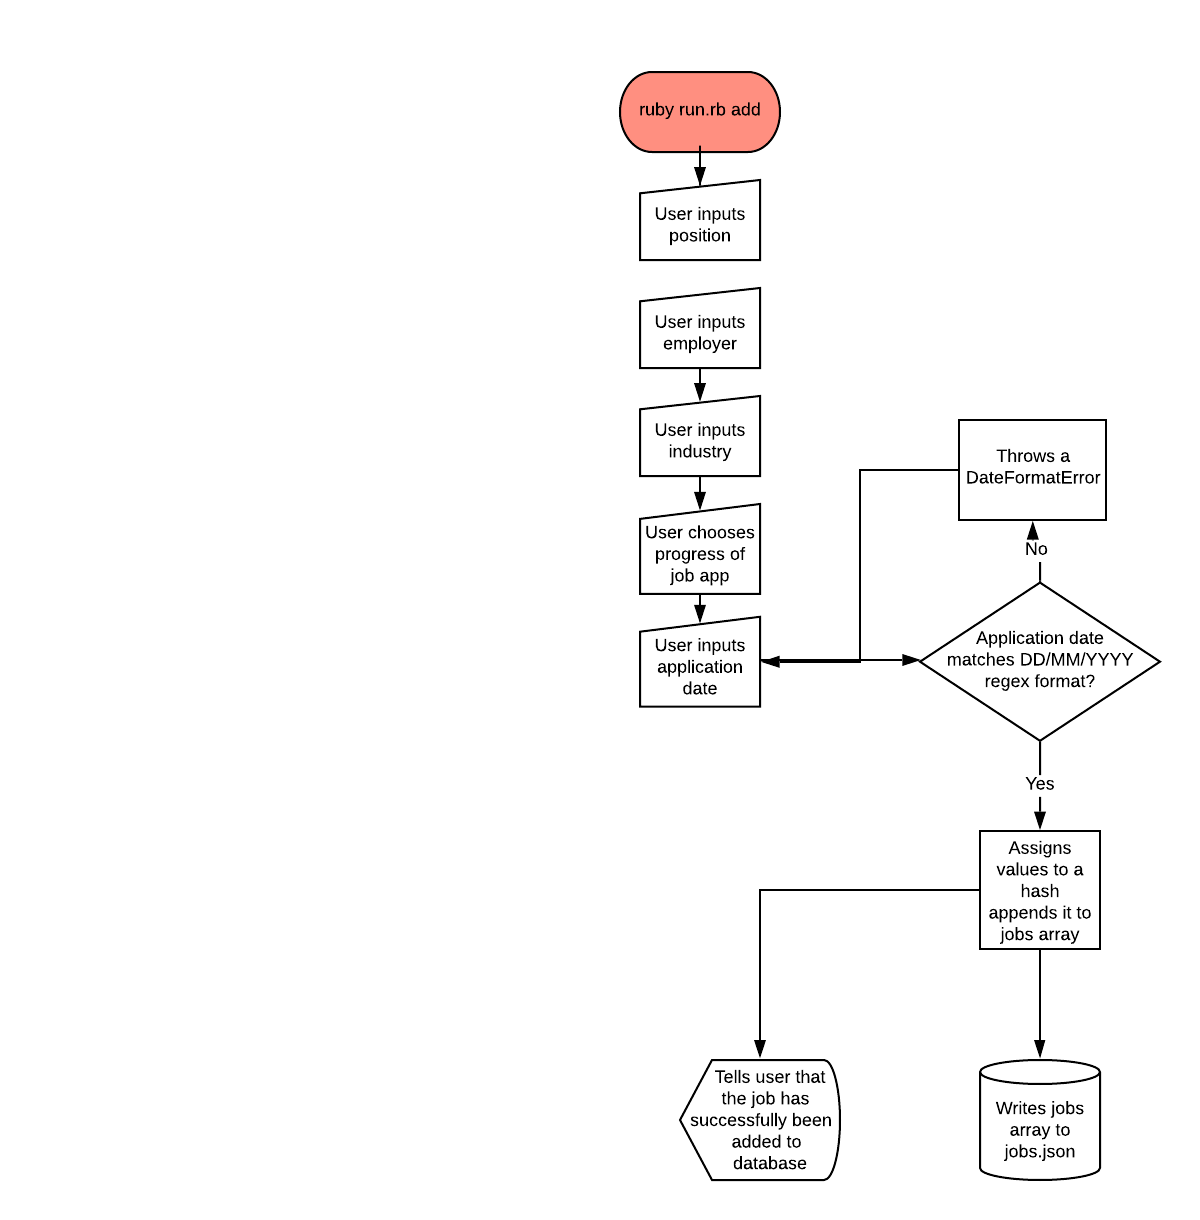 ruby run.rb add
User inputs
position
User inputs
employer
User inputs
industry
User chooses
progress of
job app
User inputs
application
date
Throws a
DateFormatError
No
Application date
matches DD/MM/YYYY
regex format?
Yes
Assigns
values to a
hash
appends it to
jobs array
Tells user that
the job has
successfully been
added to
database
Writes jobs
array to
jobs.json